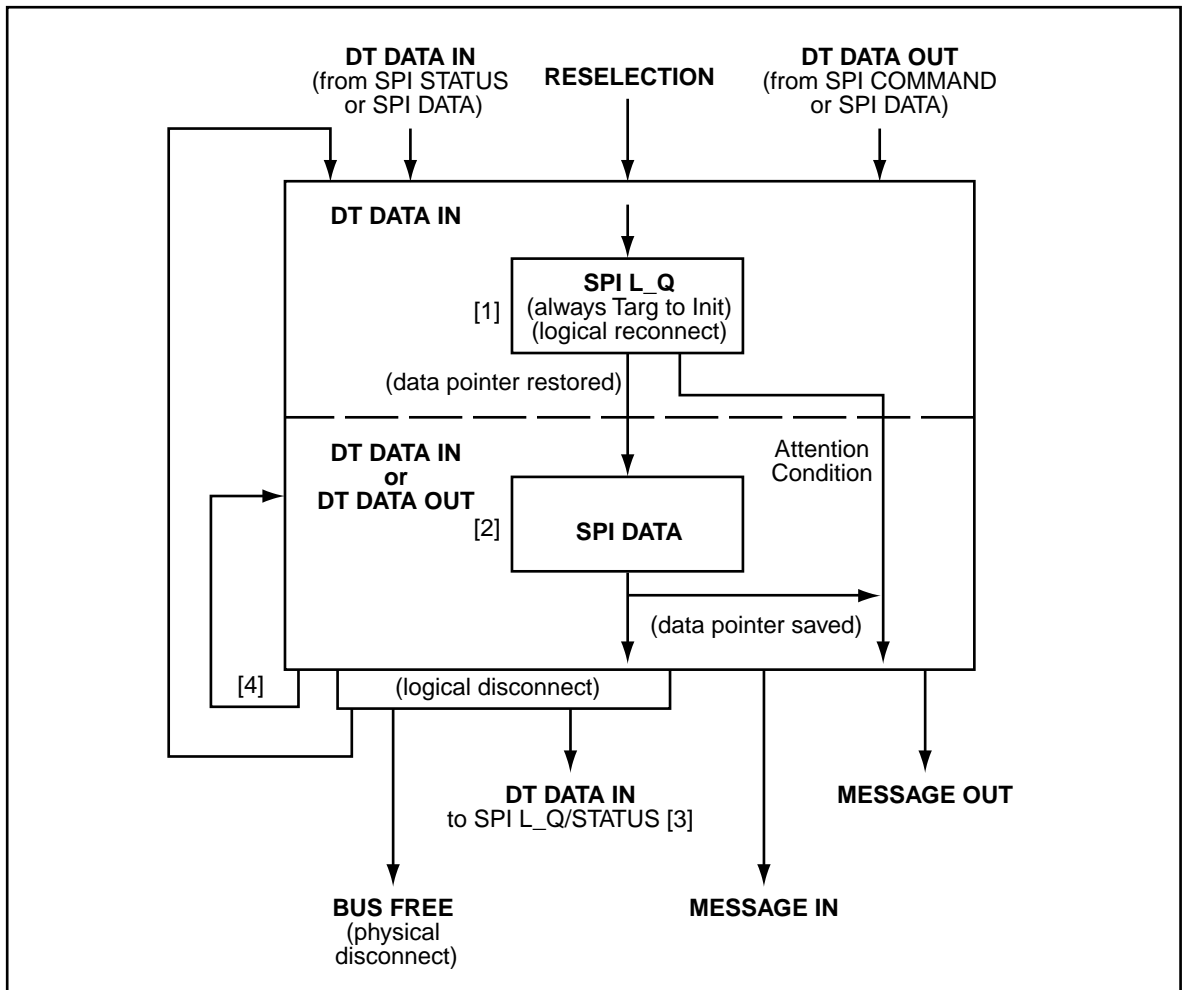 DT DATA IN
(from SPI STATUS
or SPI DATA)
RESELECTION
DT DATA OUT
(from SPI COMMAND
or SPI DATA)
DT DATA IN
SPI L_Q
(always Targ to Init)
(logical reconnect)
[1]
(data pointer restored)
DT DATA IN
or
DT DATA OUT
Attention
Condition
[2]
SPI DATA
(data pointer saved)
[4]
(logical disconnect)
DT DATA IN
to SPI L_Q/STATUS [3]
MESSAGE OUT
BUS FREE
(physical
disconnect)
MESSAGE IN